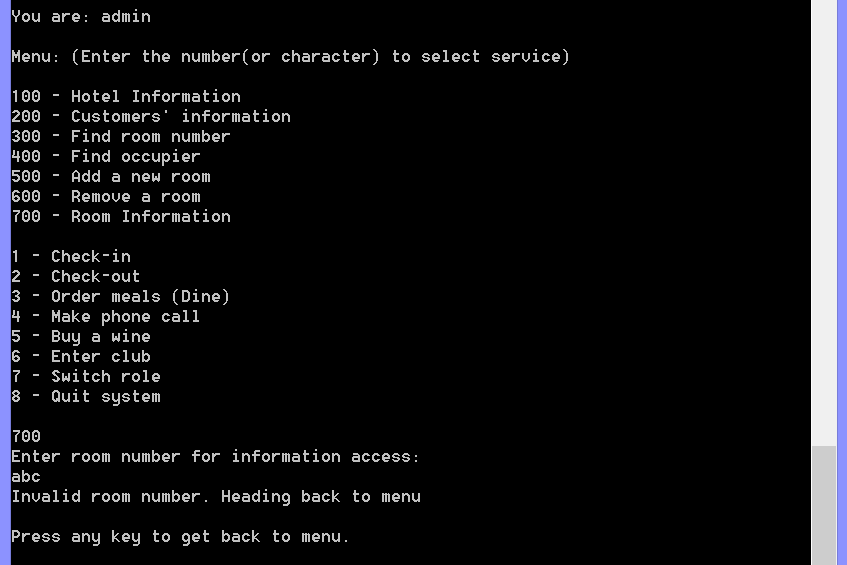 You are: admin
Menu: (Enter the number(or character) to select service)
100 - Hotel Information
200 - Customers' information
300 - Find room number
400 - Find occupier
500 - Add a new room
600 - Remove a room
700 - Room Information
1 - Check-in
2 - Check-out
3 - Order meals (Dine)
4 - Make phone call
5 - Buy a wine
6 - Enter club
7 - Switch role
8 - Quit system
700
Enter room number for information access:
abc
Invalid room number. Heading back to menu
Press any key to get back to menu.